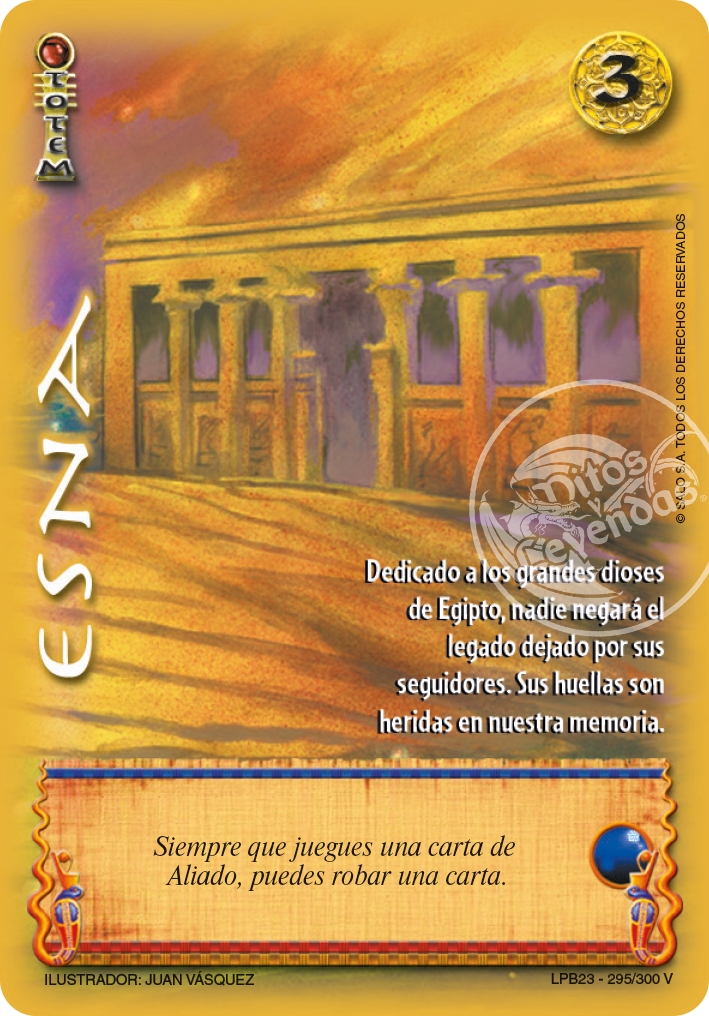 TOTEM
3
ESNA
© SALO S.A. TODOS LOS DERECHOS RESERVADOS
Mitos
y
Leyendas®
Dedicado a los grandes dioses
de Egipto, nadie negará el
legado dejado por sus
seguidores. Sus huellas son
heridas en nuestra memoria.
Siempre que juegues una carta de
Aliado, puedes robar una carta.
ILUSTRADOR: JUAN VÁSQUEZ
LPB23 - 295/300 V